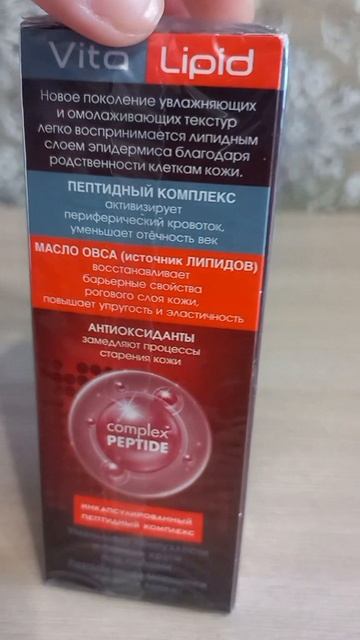 Vita Lipid
Новое поколение увлажняющих
и омолаживающих текстур
легко воспринимается липидным
слоем эпидермиса благодаря
родственности клеткам кожи.
ПЕПТИДНЫЙ КОМПЛЕКС
активизирует
периферический кровоток,
уменьшает отёчность век
МАСЛО ОВСА (источник ЛИПИДОВ)
восстанавливает
барьерные свойства
рогового слоя кожи,
повышает упругость и эластичность
АНТИОКСИДАНТЫ
замедляют процессы
старения кожи
complex
PEPTIDE
ИНКАПСУЛИРОВАННЫЙ
ПЕПТИДНЫЙ КОМПЛЕКС